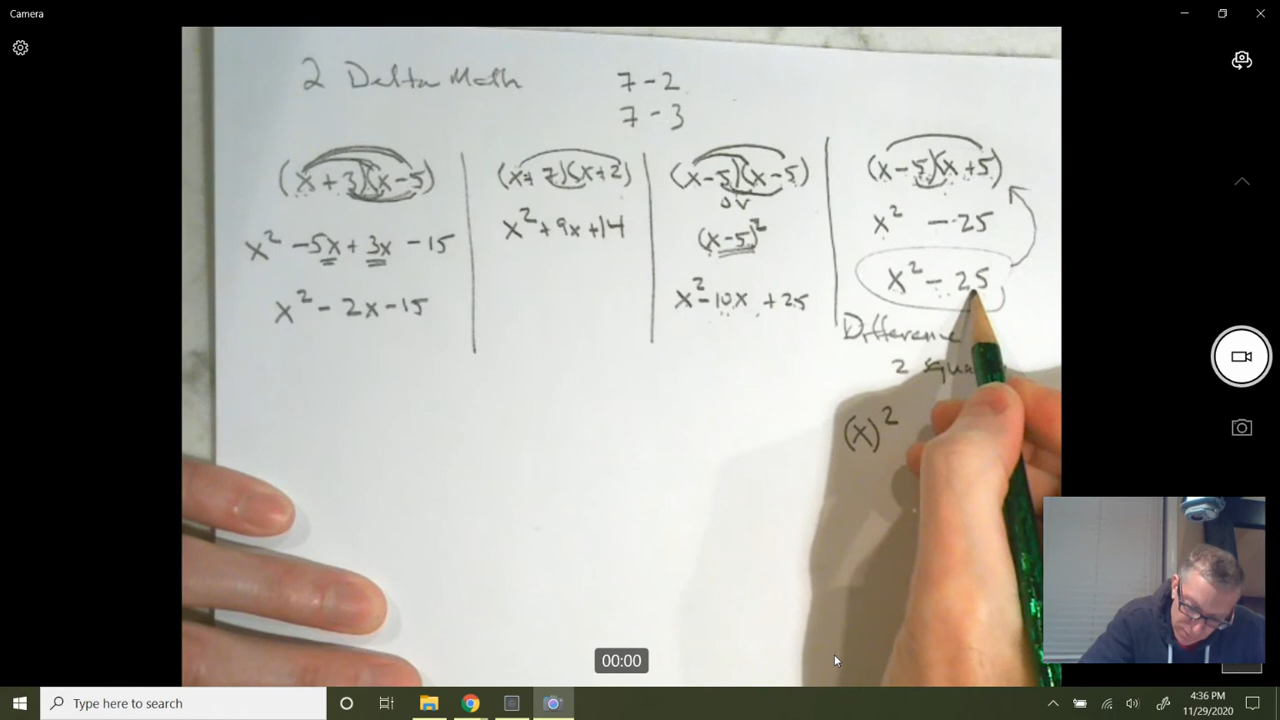 Camera
2 Delta Math
7-2
7-3
(x+3)(x-5)
x² -5x+3x -15
x²-2x-15
(x+7)(x+2)
x²+9x+14
(x-5)(x-5)
or
(x-5)²
x²-10x +25
(x-5)(x+5)
x² -25
x²-25
Difference
2
(x)²
00:00
Type here to search
4:36 PM
11/29/2020